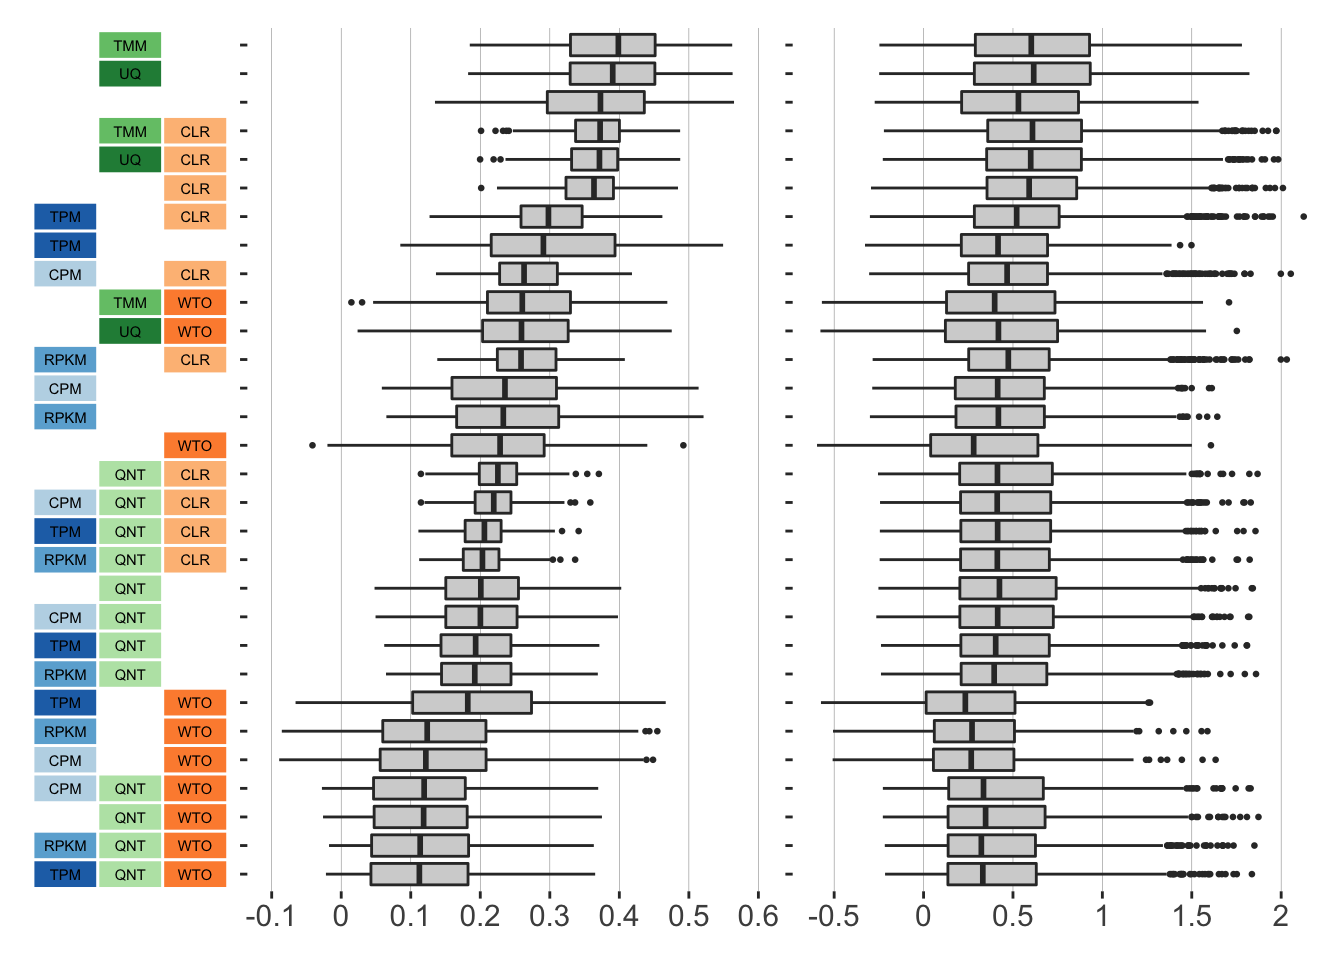 TMM
UQ
TMM CLR
UQ CLR
CLR
TPM CLR
TPM
CPM CLR
TMM WTO
UQ WTO
RPKM CLR
CPM
RPKM
WTO
QNT CLR
CPM QNT CLR
TPM QNT CLR
RPKM QNT CLR
QNT
CPM QNT
TPM QNT
RPKM QNT
TPM WTO
RPKM WTO
CPM WTO
CPM QNT WTO
QNT WTO
RPKM QNT WTO
TPM QNT WTO
-0.1 0 0.1 0.2 0.3 0.4 0.5 0.6 -0.5 0 0.5 1 1.5 2